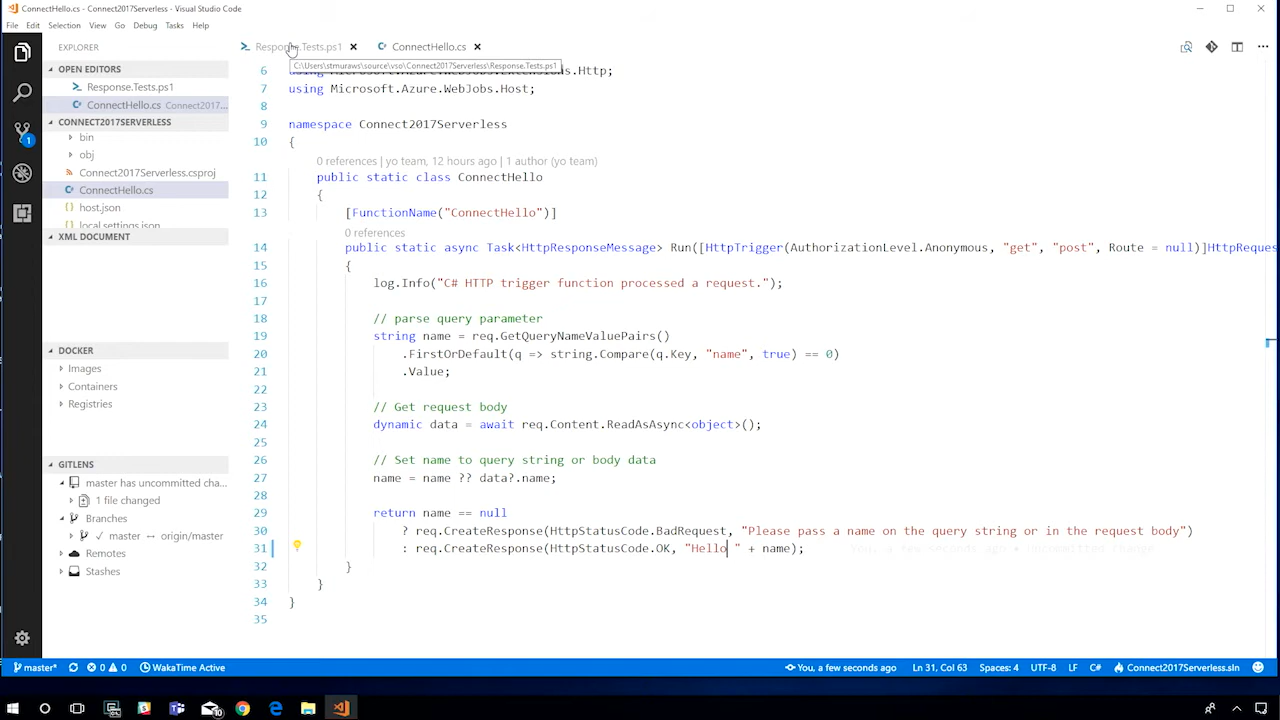 ConnectHello.cs - Connect2017Serverless - Visual Studio Code
File Edit Selection View Go Debug Tasks Help
EXPLORER
OPEN EDITORS
Response.Tests.ps1
ConnectHello.cs Connect2017...
CONNECT2017SERVERLESS
bin
obj
Connect2017Serverless.csproj
ConnectHello.cs
host.json
local.settings.json
XML DOCUMENT
DOCKER
Images
Containers
Registries
GITLENS
master has uncommitted cha...
1 file changed
Branches
master ↔ origin/master
Remotes
Stashes
Response.Tests.ps1
ConnectHello.cs
C:\Users\stmuraws\source\vso\Connect2017Serverless\Response.Tests.ps1
6 using Microsoft.Azure.WebJobs.Extensions.Http;
7 using Microsoft.Azure.WebJobs.Host;
8
9 namespace Connect2017Serverless
10 {
0 references | yo team, 12 hours ago | 1 author (yo team)
11 public static class ConnectHello
12 {
13 [FunctionName("ConnectHello")]
0 references
14 public static async Task<HttpResponseMessage> Run([HttpTrigger(AuthorizationLevel.Anonymous, "get", "post", Route = null)]HttpReques
15 {
16 log.Info("C# HTTP trigger function processed a request.");
17
18 // parse query parameter
19 string name = req.GetQueryNameValuePairs()
20 .FirstOrDefault(q => string.Compare(q.Key, "name", true) == 0)
21 .Value;
22
23 // Get request body
24 dynamic data = await req.Content.ReadAsAsync<object>();
25
26 // Set name to query string or body data
27 name = name ?? data?.name;
28
29 return name == null
30 ? req.CreateResponse(HttpStatusCode.BadRequest, "Please pass a name on the query string or in the request body")
31 : req.CreateResponse(HttpStatusCode.OK, "Hello " + name); You, a few seconds ago • Uncommitted change
32 }
33 }
34 }
35
master* 0 0 WakaTime Active You, a few seconds ago Ln 31, Col 63 Spaces: 4 UTF-8 LF C# Connect2017Serverless.sln